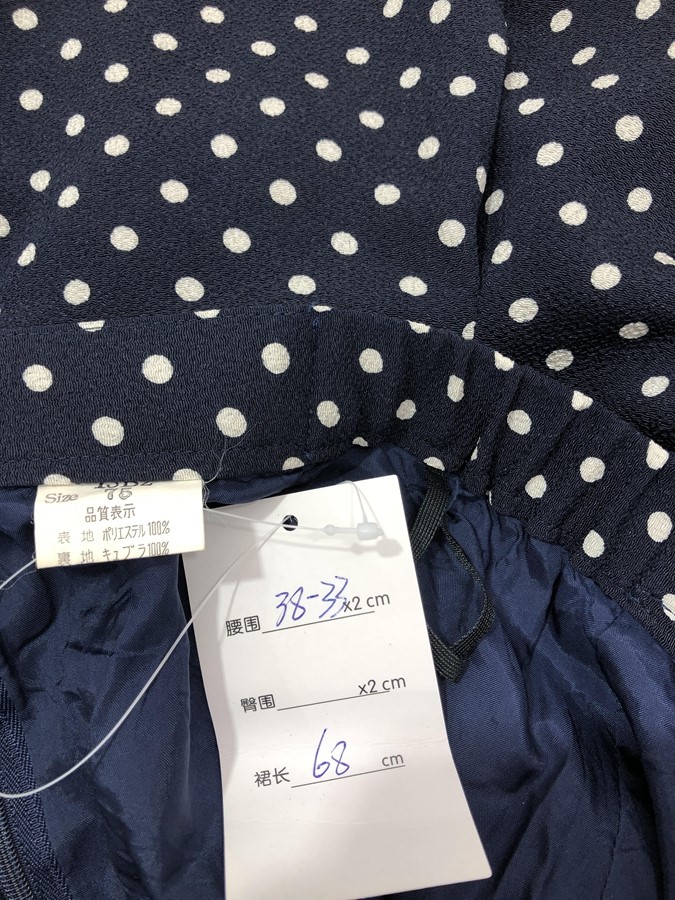 Size 75
品質表示
表 地 ポリエステル100%
裏 地 キュプラ100%
腰围 38-33 x2 cm
臀围 x2 cm
裙长 68 cm